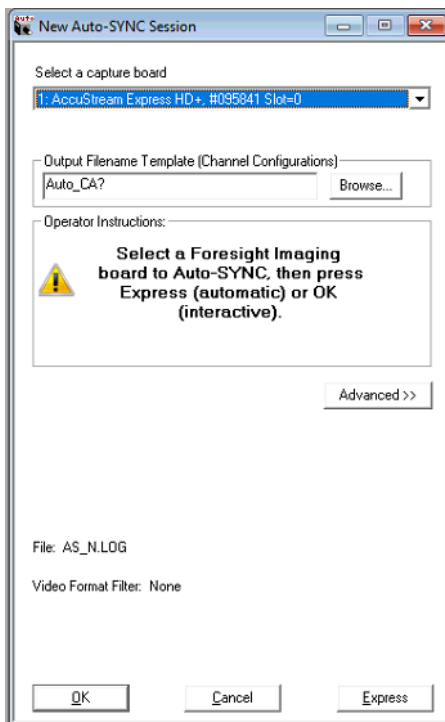 Auto
New Auto-SYNC Session
Select a capture board
1: AccuStream Express HD+, #095841 Slot=0
Output Filename Template (Channel Configurations)
Auto_CA?
Browse...
Operator Instructions:
Select a Foresight Imaging
board to Auto-SYNC, then press
Express (automatic) or OK
(interactive).
Advanced >>
File: AS_N.LOG
Video Format Filter: None
OK
Cancel
Express